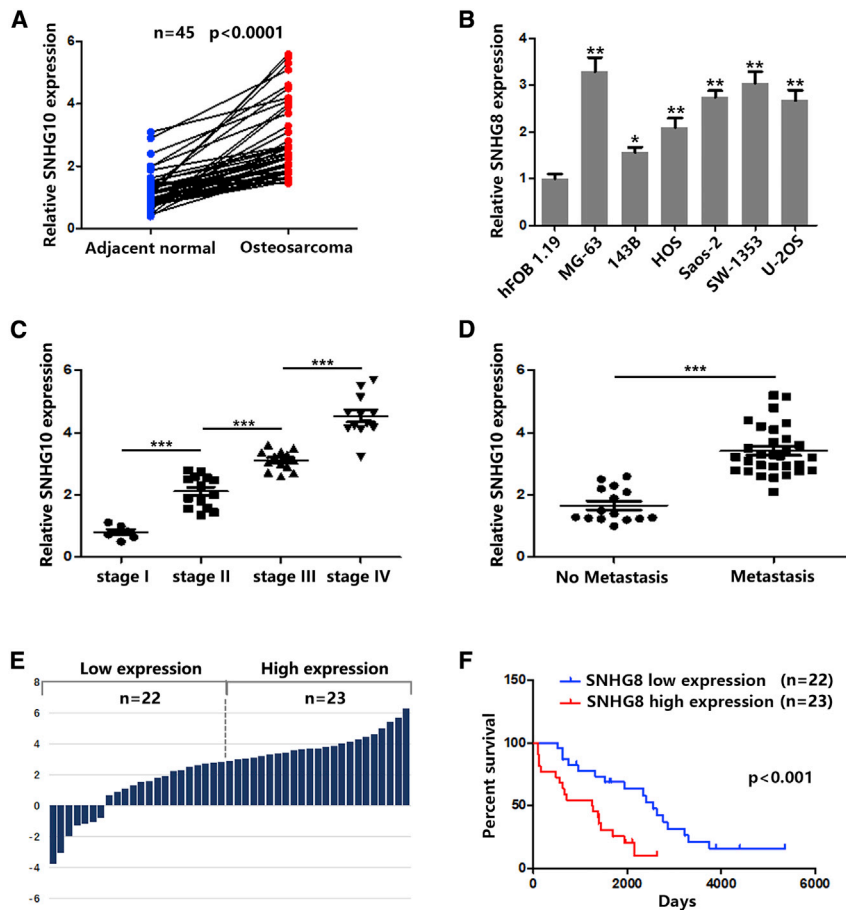 A
n=45 p<0.0001
Relative SNHG10 expression
6
4
2
0
Adjacent normal
Osteosarcoma
B
Relative SNHG8 expression
4
3
2
1
0
**
*
**
**
**
**
hFOB 1.19
MG-63
143B
HOS
Saos-2
SW-1353
U-2OS
C
Relative SNHG10 expression
6
4
2
0
***
***
***
stage I
stage II
stage III
stage IV
D
Relative SNHG10 expression
6
4
2
0
***
No Metastasis
Metastasis
E
Low expression
High expression
n=22
n=23
8
6
4
2
0
-2
-4
-6
F
Percent survival
150
100
50
0
SNHG8 low expression (n=22)
SNHG8 high expression (n=23)
p<0.001
0
2000
4000
6000
Days